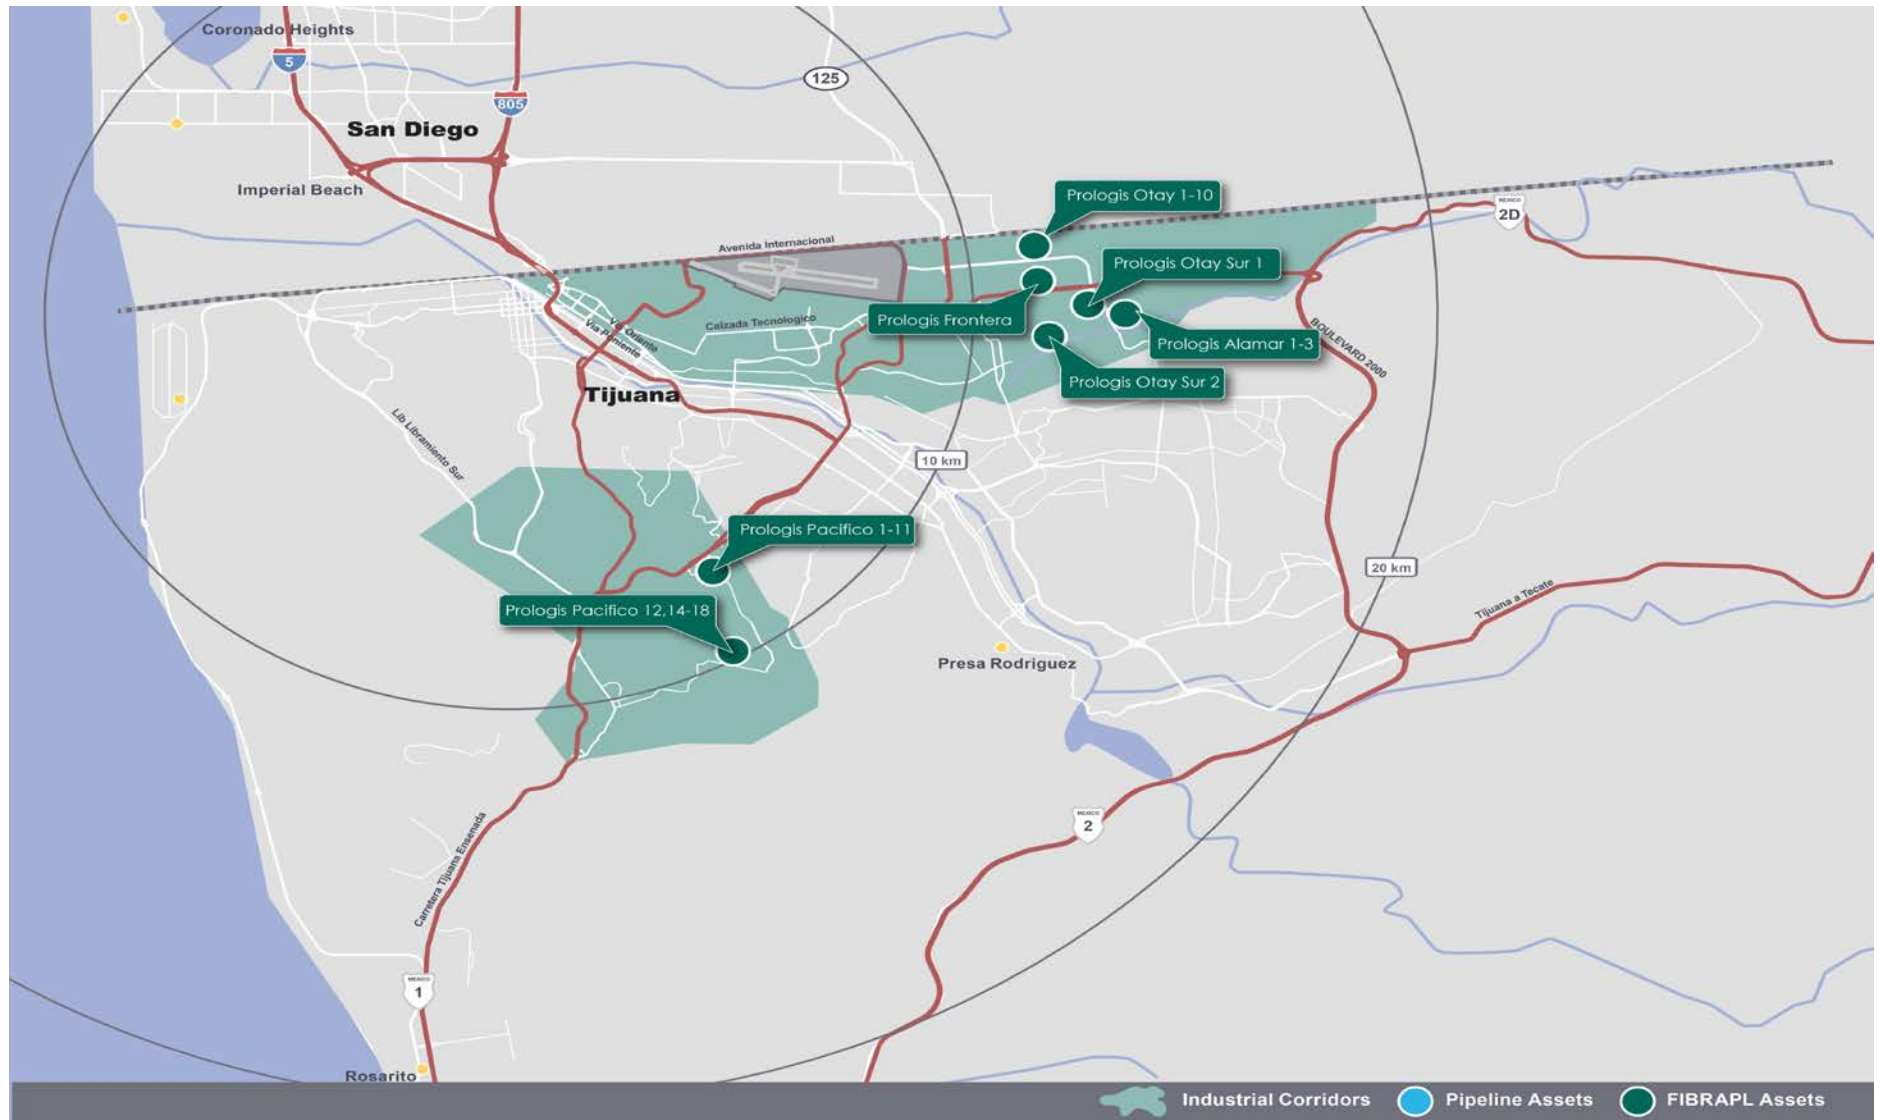 Coronado Heights
5
125
805
San Diego
Imperial Beach
Prologis Otay 1-10
MEXICO
2D
Avenida Internacional
Prologis Otay Sur 1
Prologis Frontera
Calzada Tecnologico
Via Oriente
Via Poniente
Prologis Alamar 1-3
BOULEVARD 2000
Prologis Otay Sur 2
Tijuana
Lib Libramiento Sur
10 km
Prologis Pacifico 1-11
20 km
Prologis Pacifico 12,14-18
Tijuana a Tecate
Presa Rodriguez
MEXICO
2
Carretera Tijuana Ensenada
MEXICO
1
Rosarito
Industrial Corridors
Pipeline Assets
FIBRAPL Assets